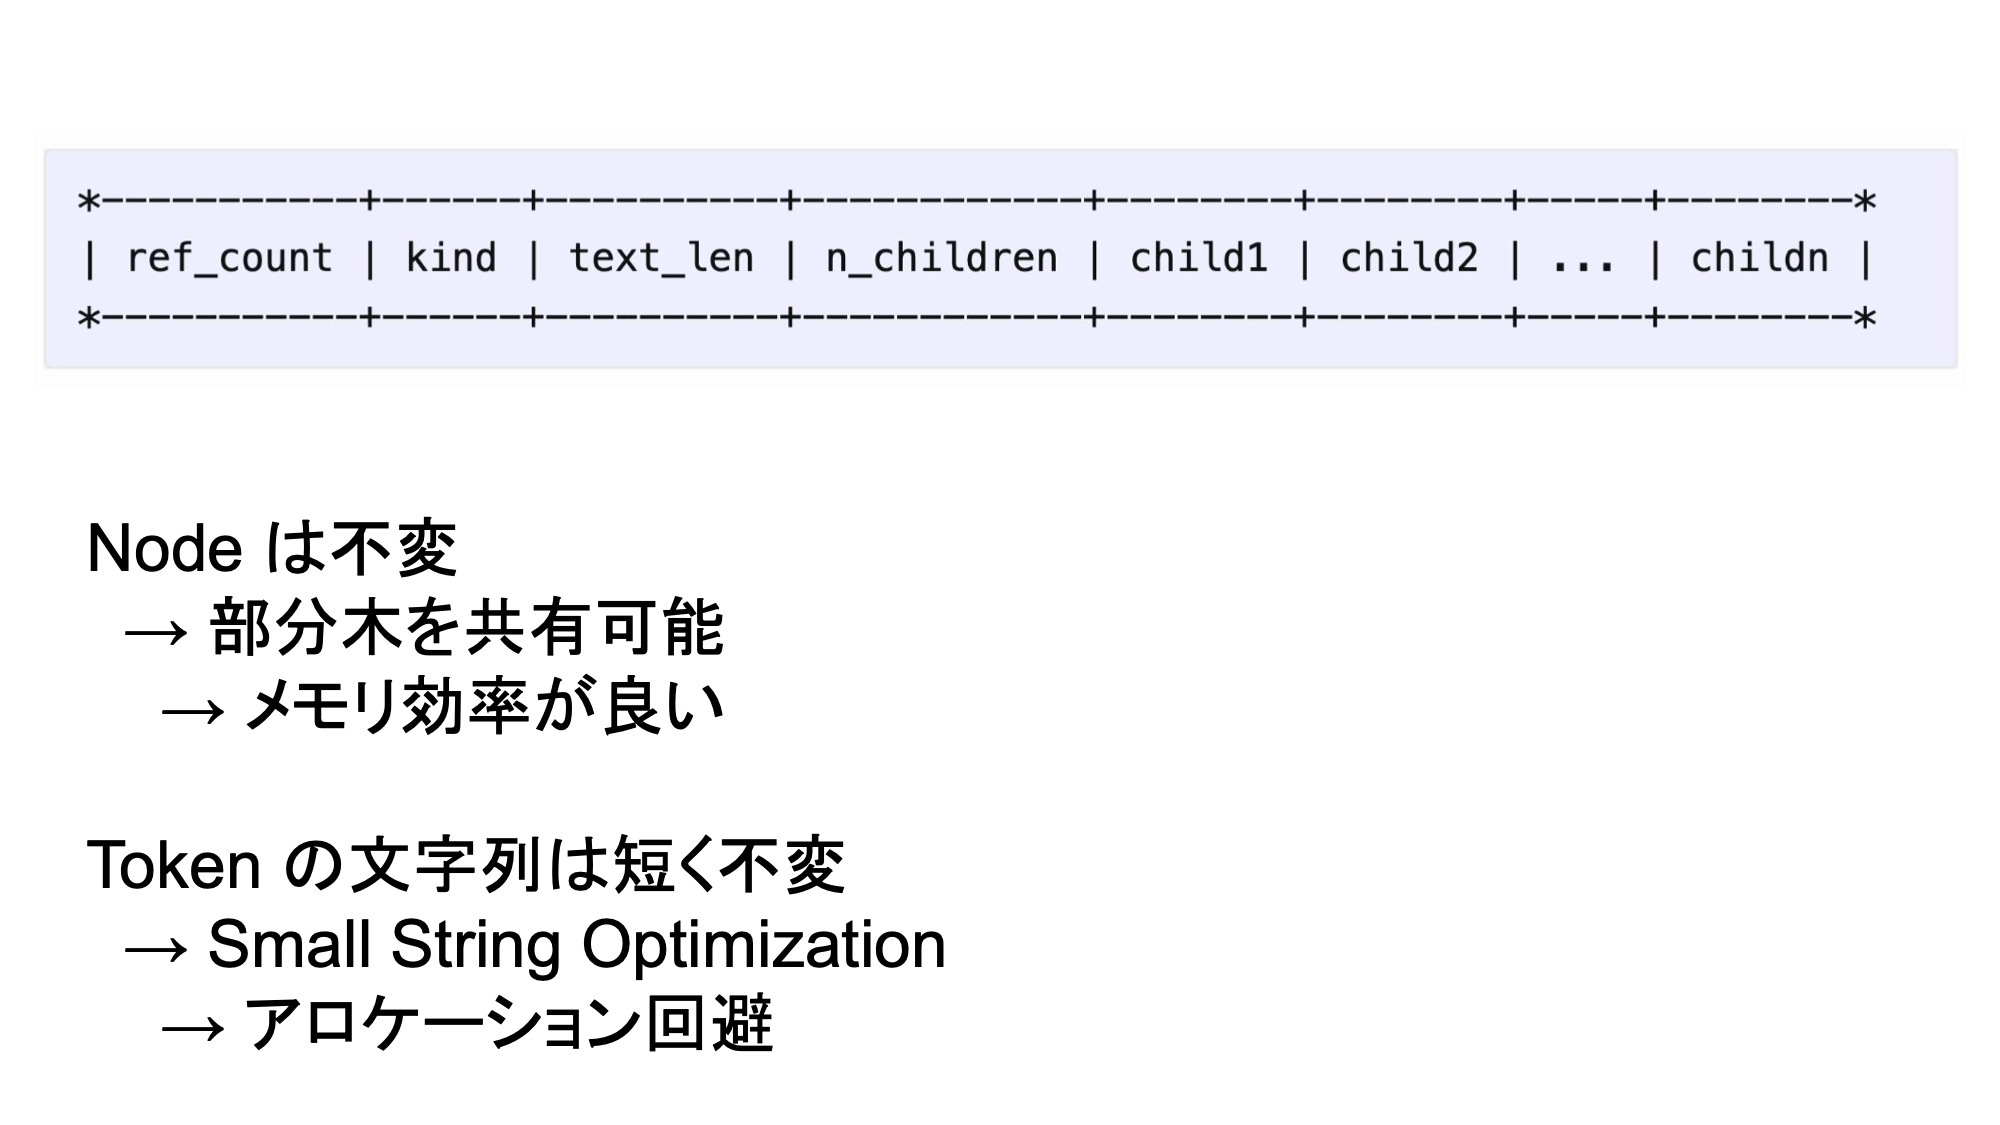 *-----------+------+----------+------------+--------+--------+-----+--------*
| ref_count | kind | text_len | n_children | child1 | child2 | ... | childn |
*-----------+------+----------+------------+--------+--------+-----+--------*
Node は不変
→ 部分木を共有可能
→ メモリ効率が良い
Token の文字列は短く不変
→ Small String Optimization
→ アロケーション回避